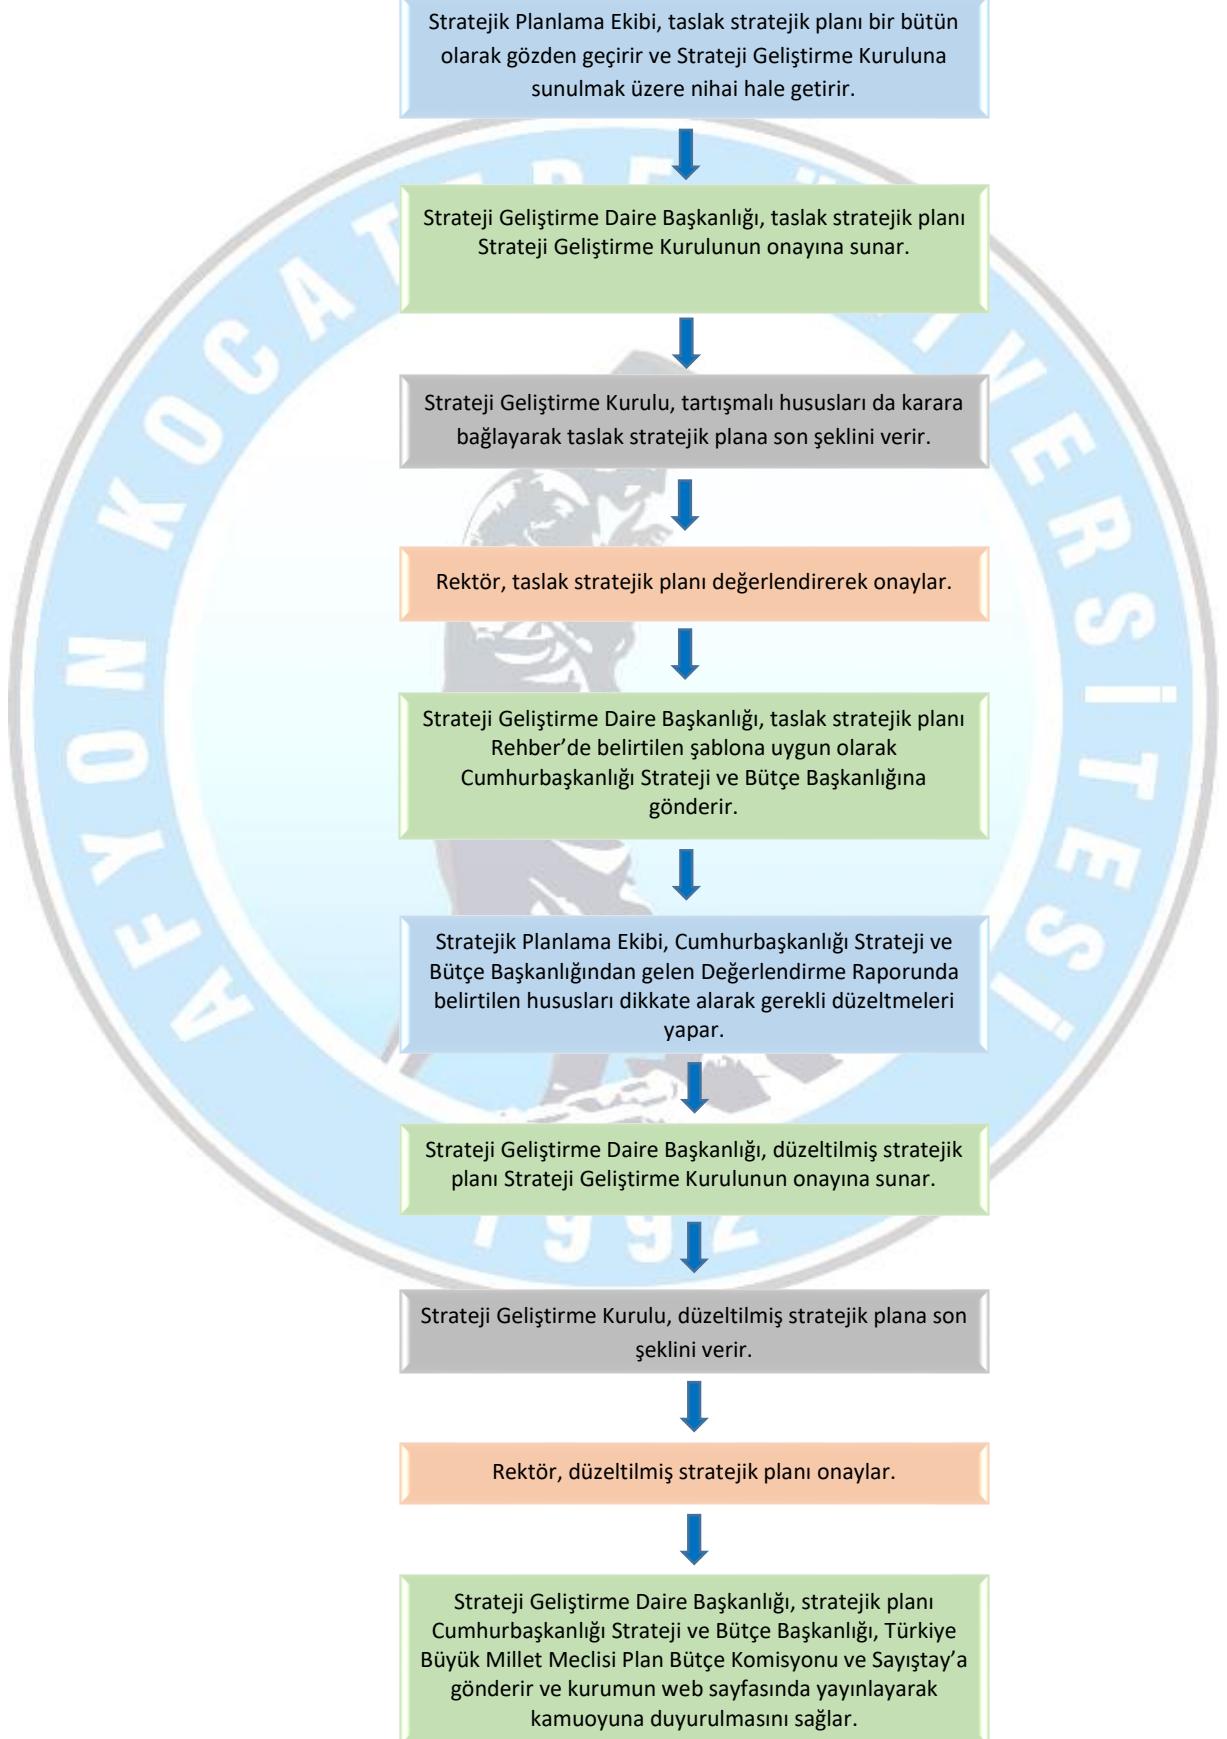 Stratejik Planlama Ekibi, taslak stratejik planı bir bütün
olarak gözden geçirir ve Strateji Geliştirme Kuruluna
sunulmak üzere nihai hale getirir.
Strateji Geliştirme Daire Başkanlığı, taslak stratejik planı
Strateji Geliştirme Kurulunun onayına sunar.
Strateji Geliştirme Kurulu, tartışmalı hususları da karara
bağlayarak taslak stratejik plana son şeklini verir.
Rektör, taslak stratejik planı değerlendirerek onaylar.
Strateji Geliştirme Daire Başkanlığı, taslak stratejik planı
Rehber’de belirtilen şablona uygun olarak
Cumhurbaşkanlığı Strateji ve Bütçe Başkanlığına
gönderir.
Stratejik Planlama Ekibi, Cumhurbaşkanlığı Strateji ve
Bütçe Başkanlığından gelen Değerlendirme Raporunda
belirtilen hususları dikkate alarak gerekli düzeltmeleri
yapar.
Strateji Geliştirme Daire Başkanlığı, düzeltilmiş stratejik
planı Strateji Geliştirme Kurulunun onayına sunar.
Strateji Geliştirme Kurulu, düzeltilmiş stratejik plana son
şeklini verir.
Rektör, düzeltilmiş stratejik planı onaylar.
Strateji Geliştirme Daire Başkanlığı, stratejik planı
Cumhurbaşkanlığı Strateji ve Bütçe Başkanlığı, Türkiye
Büyük Millet Meclisi Plan Bütçe Komisyonu ve Sayıştay’a
gönderir ve kurumun web sayfasında yayınlayarak
kamuoyuna duyurulmasını sağlar.
AFYON KOCATEPE ÜNİVERSİTESİ
1992